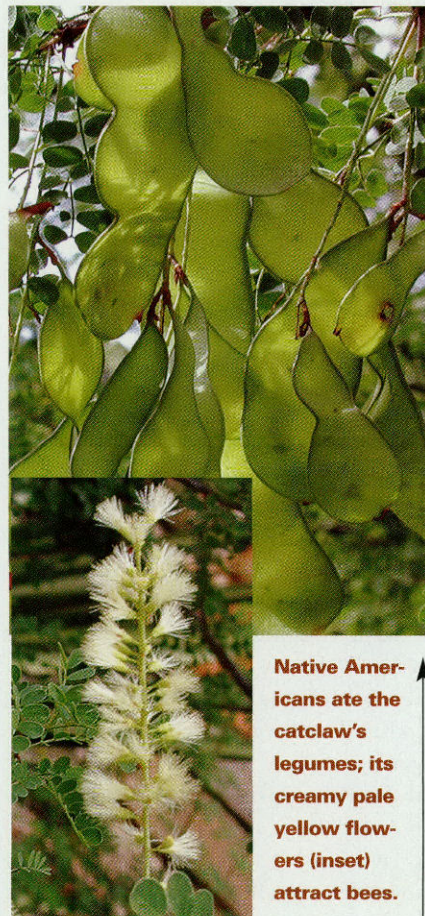 Native Amer-
icans ate the
catclaw's
legumes; its
creamy pale
yellow flow-
ers (inset)
attract bees.